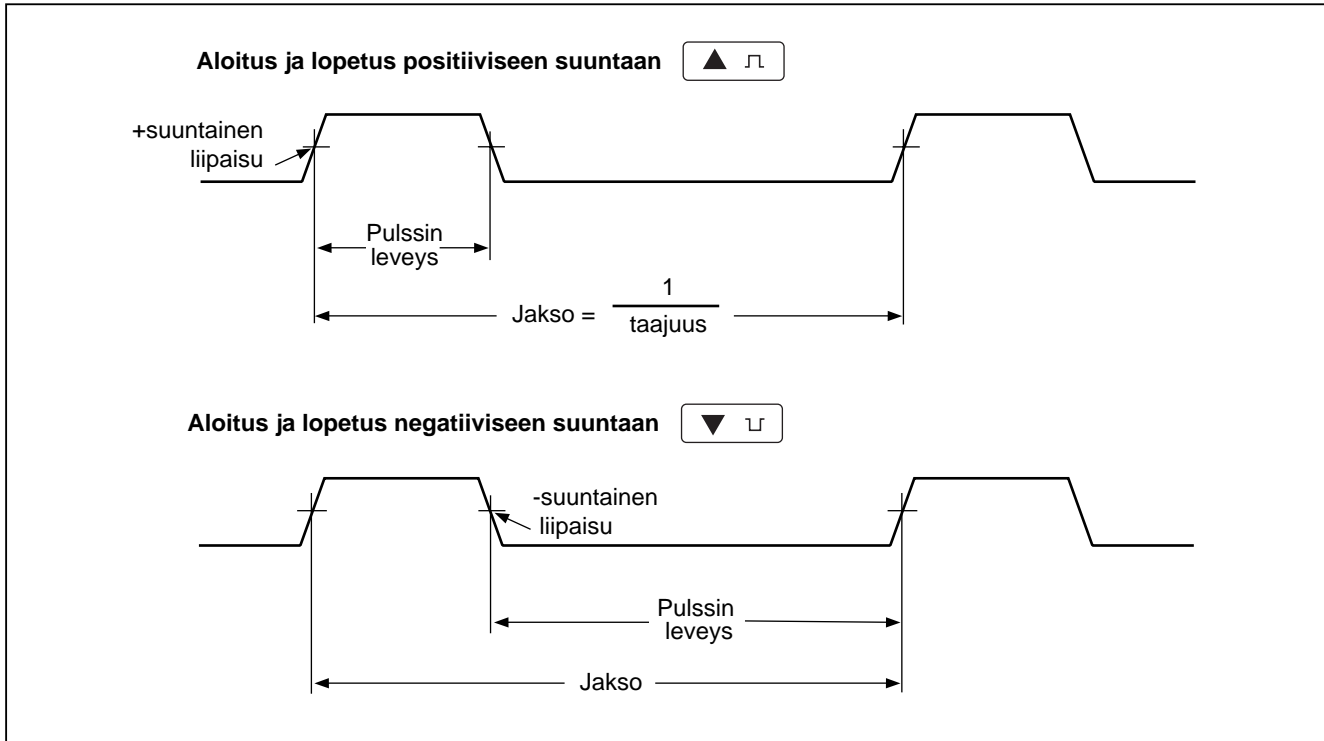 Aloitus ja lopetus positiiviseen suuntaan
+suuntainen
liipaisu
Pulssin
leveys
Jakso = 1
taajuus
Aloitus ja lopetus negatiiviseen suuntaan
-suuntainen
liipaisu
Pulssin
leveys
Jakso